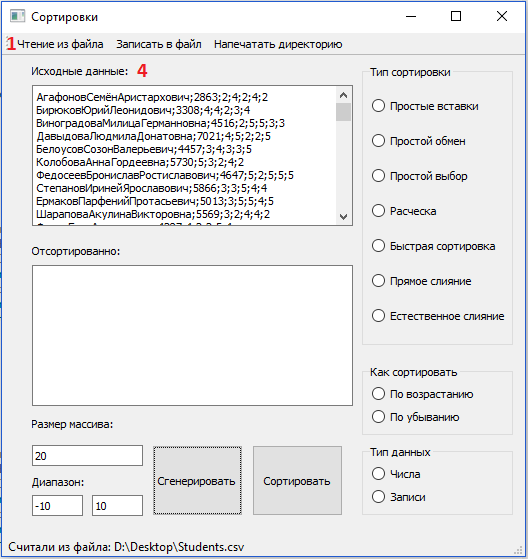 Сортировки
1 Чтение из файла Записать в файл Напечатать директорию
Исходные данные: 4
АгафоновСемёнАристархович;2863;2;4;2;4;2
БирюковЮрийЛеонидович;3308;4;4;2;3;4
ВиноградоваМилицаГерманновна;4516;2;5;5;3;3
ДавыдоваЛюдмилаДонатовна;7021;4;5;2;2;5
БелоусовСозонВалерьевич;4457;3;4;3;3;5
КолобоваАннаГордеевна;5730;5;3;2;4;2
ФедосеевБрониславРостиславович;4647;5;2;5;5;5
СтепановИринейЯрославович;5866;3;3;5;4;4
ЕрмаковПарфенийПротасьевич;5013;3;5;5;4;5
ШараповаАкулинаВикторовна;5569;3;2;4;4;2
Отсортированно:
Размер массива:
20
Диапазон:
-10 10
Сгенерировать Сортировать
Тип сортировки
Простые вставки
Простой обмен
Простой выбор
Расческа
Быстрая сортировка
Прямое слияние
Естественное слияние
Как сортировать
По возрастанию
По убыванию
Тип данных
Числа
Записи
Считали из файла: D:\Desktop\Students.csv